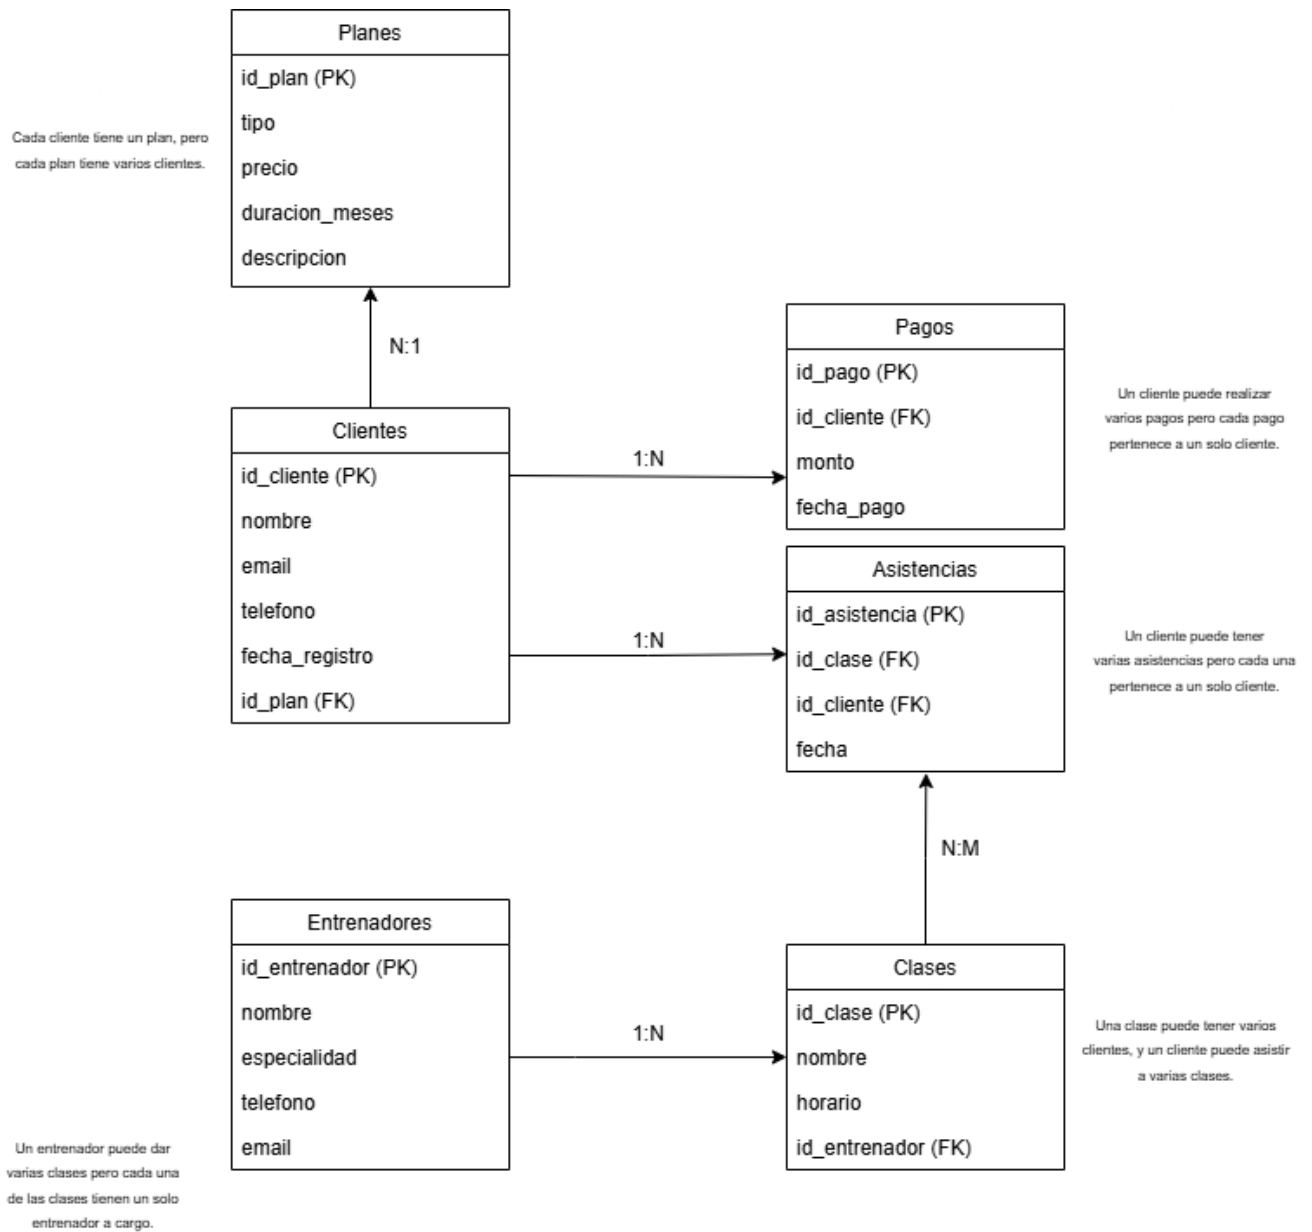 Planes
id_plan (PK)
tipo
precio
duracion_meses
descripcion
Cada cliente tiene un plan, pero
cada plan tiene varios clientes.
N:1
Clientes
id_cliente (PK)
nombre
email
telefono
fecha_registro
id_plan (FK)
1:N
Pagos
id_pago (PK)
id_cliente (FK)
monto
fecha_pago
Un cliente puede realizar
varios pagos pero cada pago
pertenece a un solo cliente.
1:N
Asistencias
id_asistencia (PK)
id_clase (FK)
id_cliente (FK)
fecha
Un cliente puede tener
varias asistencias pero cada una
pertenece a un solo cliente.
N:M
Entrenadores
id_entrenador (PK)
nombre
especialidad
telefono
email
Un entrenador puede dar
varias clases pero cada una
de las clases tienen un solo
entrenador a cargo.
1:N
Clases
id_clase (PK)
nombre
horario
id_entrenador (FK)
Una clase puede tener varios
clientes, y un cliente puede asistir
a varias clases.